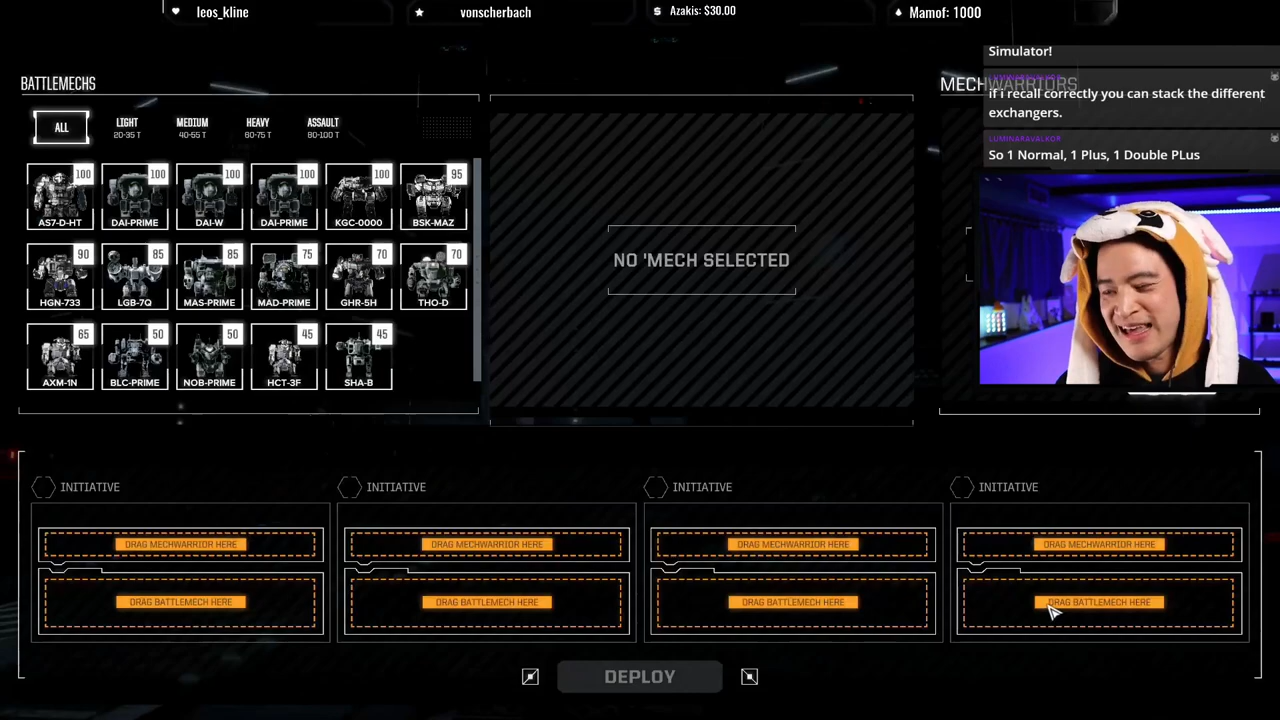 leos_kline
vonscherbach
Azakis: $30.00
Mamof: 1000
Simulator!
LUMINARAVALKOR
if i recall correctly you can stack the different
exchangers.
LUMINARAVALKOR
So 1 Normal, 1 Plus, 1 Double PLus
BATTLEMECHS
MECHWARRIORS
ALL
LIGHT
20-35 T
MEDIUM
40-55 T
HEAVY
60-75 T
ASSAULT
80-100 T
100
AS7-D-HT
100
DAI-PRIME
100
DAI-W
100
DAI-PRIME
100
KGC-0000
95
BSK-MAZ
90
HGN-733
85
LGB-7Q
85
MAS-PRIME
75
MAD-PRIME
70
GHR-5H
70
THO-D
65
AXM-1N
50
BLC-PRIME
50
NOB-PRIME
45
HCT-3F
45
SHA-B
NO 'MECH SELECTED
INITIATIVE
DRAG MECHWARRIOR HERE
DRAG BATTLEMECH HERE
INITIATIVE
DRAG MECHWARRIOR HERE
DRAG BATTLEMECH HERE
INITIATIVE
DRAG MECHWARRIOR HERE
DRAG BATTLEMECH HERE
INITIATIVE
DRAG MECHWARRIOR HERE
DRAG BATTLEMECH HERE
DEPLOY